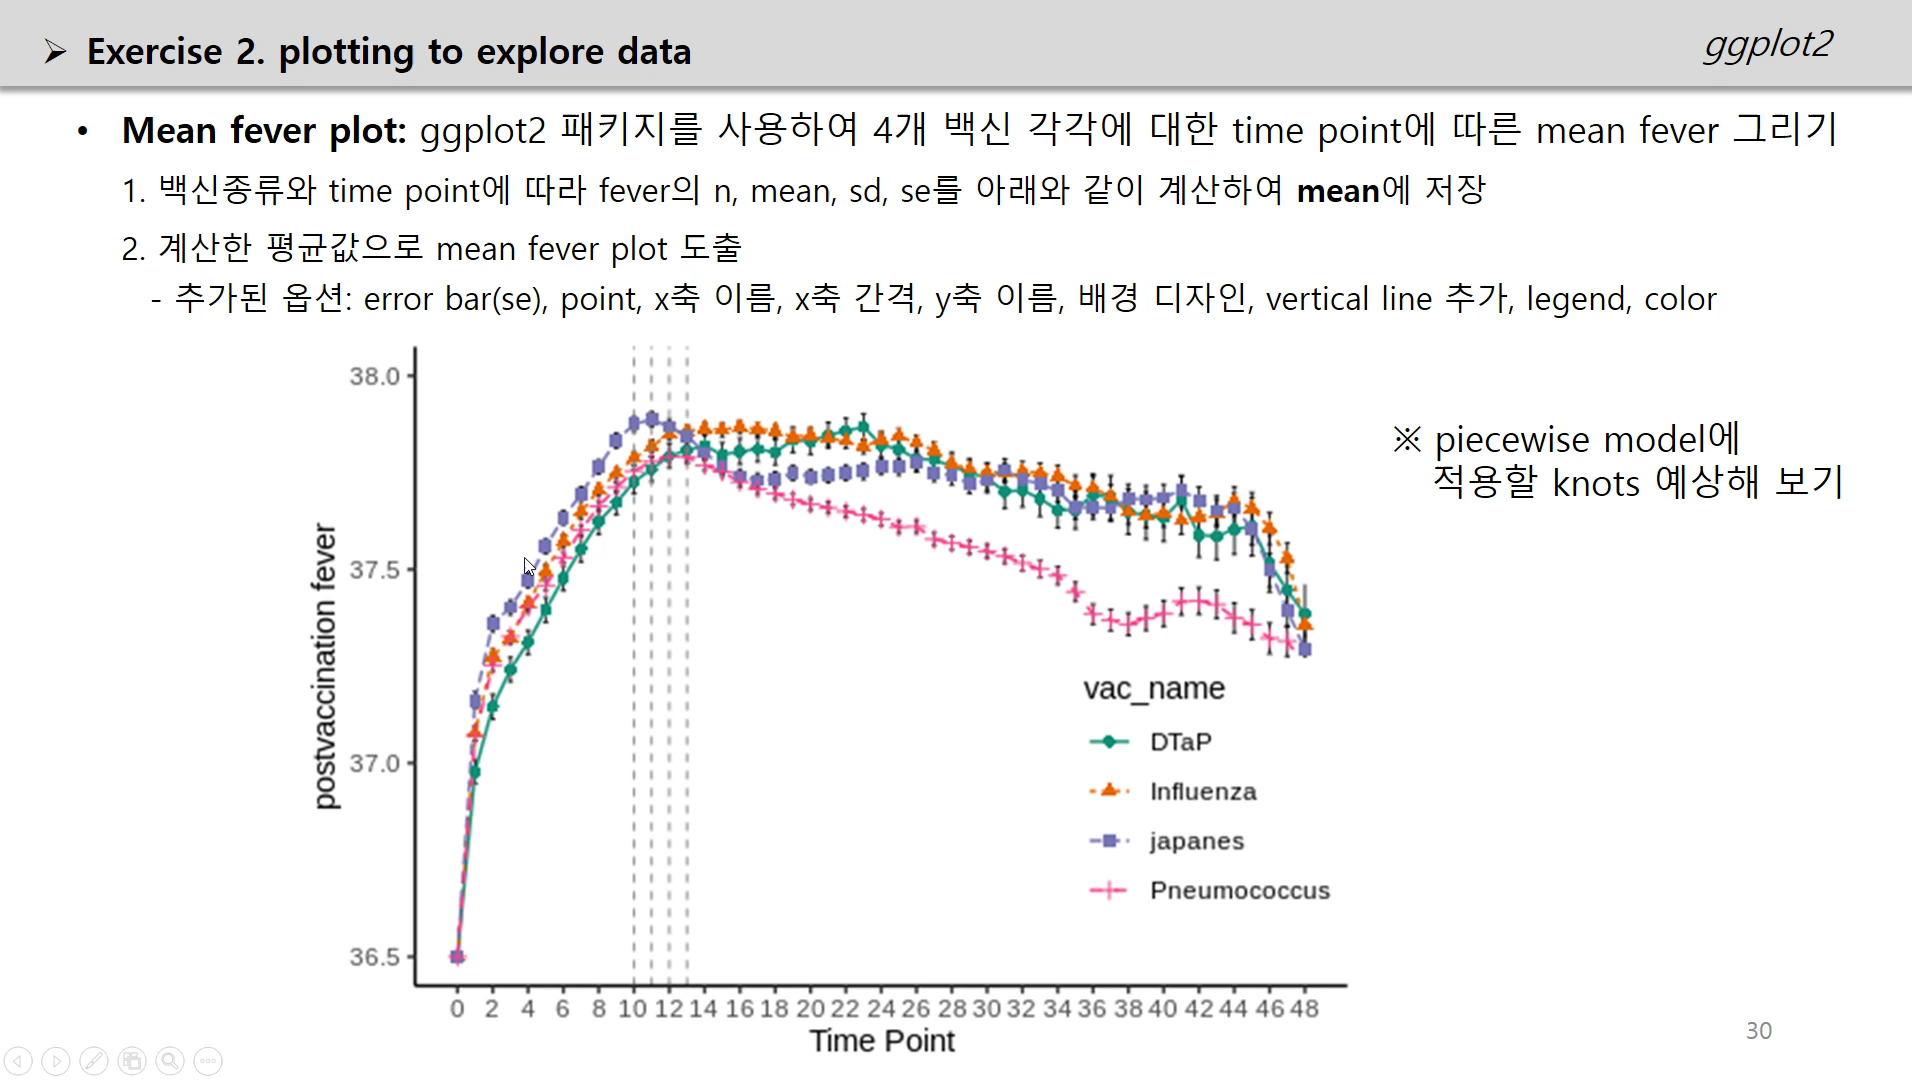 ➢ Exercise 2. plotting to explore data
ggplot2
• Mean fever plot: ggplot2 패키지를 사용하여 4개 백신 각각에 대한 time point에 따른 mean fever 그리기
1. 백신종류와 time point에 따라 fever의 n, mean, sd, se를 아래와 같이 계산하여 mean에 저장
2. 계산한 평균값으로 mean fever plot 도출
- 추가된 옵션: error bar(se), point, x축 이름, x축 간격, y축 이름, 배경 디자인, vertical line 추가, legend, color
※ piecewise model에
적용할 knots 예상해 보기
postvaccination fever
38.0
37.5
37.0
36.5
vac_name
DTaP
Influenza
japanes
Pneumococcus
0 2 4 6 8 10 12 14 16 18 20 22 24 26 28 30 32 34 36 38 40 42 44 46 48
Time Point
30